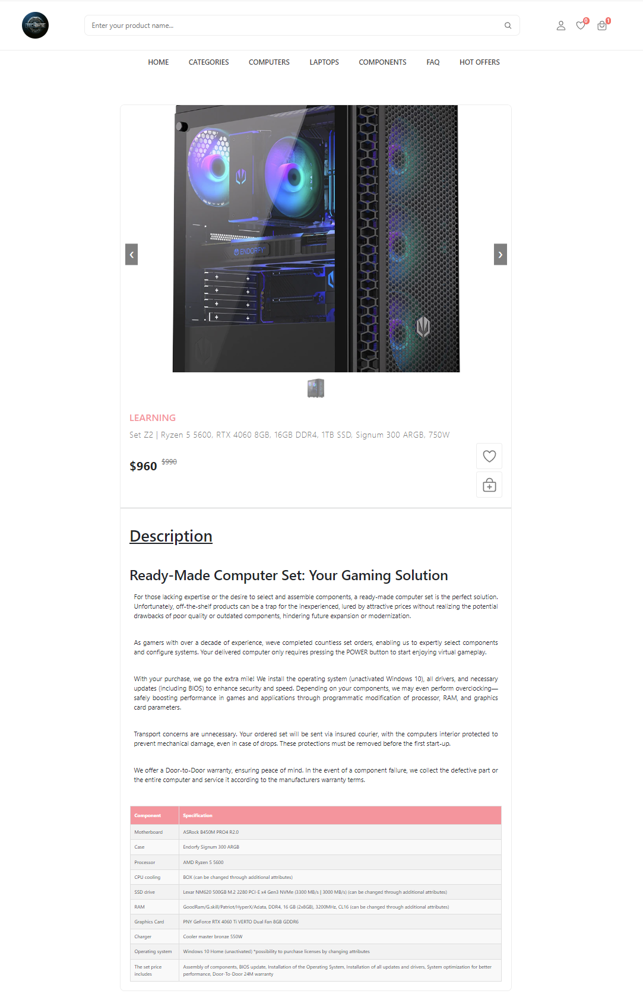 TECHBYTE
Enter your product name...
0
1
HOME CATEGORIES COMPUTERS LAPTOPS COMPONENTS FAQ HOT OFFERS
ENDORFY
LEARNING
Set Z2 | Ryzen 5 5600, RTX 4060 8GB, 16GB DDR4, 1TB SSD, Signum 300 ARGB, 750W
$960 $990
Description
Ready-Made Computer Set: Your Gaming Solution
For those lacking expertise or the desire to select and assemble components, a ready-made computer set is the perfect solution.
Unfortunately, off-the-shelf products can be a trap for the inexperienced, lured by attractive prices without realizing the potential
drawbacks of poor quality or outdated components, hindering future expansion or modernization.
As gamers with over a decade of experience, weve completed countless set orders, enabling us to expertly select components
and configure systems. Your delivered computer only requires pressing the POWER button to start enjoying virtual gameplay.
With your purchase, we go the extra mile! We install the operating system (unactivated Windows 10), all drivers, and necessary
updates (including BIOS) to enhance security and speed. Depending on your components, we may even perform overclocking—
safely boosting performance in games and applications through programmatic modification of processor, RAM, and graphics
card parameters.
Transport concerns are unnecessary. Your ordered set will be sent via insured courier, with the computers interior protected to
prevent mechanical damage, even in case of drops. These protections must be removed before the first start-up.
We offer a Door-to-Door warranty, ensuring peace of mind. In the event of a component failure, we collect the defective part or
the entire computer and service it according to the manufacturers warranty terms.
Component Specification
Motherboard ASRock B450M PRO4 R2.0
Case Endorfy Signum 300 ARGB
Processor AMD Ryzen 5 5600
CPU cooling BOX (can be changed through additional attributes)
SSD drive Lexar NM620 500GB M.2 2280 PCI-E x4 Gen3 NVMe (3300 MB/s | 3000 MB/s) (can be changed through additional attributes)
RAM GoodRam/G.skill/Patriot/HyperX/Adata, DDR4, 16 GB (2x8GB), 3200MHz, CL16 (can be changed through additional attributes)
Graphics Card PNY GeForce RTX 4060 Ti VERTO Dual Fan 8GB GDDR6
Charger Cooler master bronze 550W
Operating system Windows 10 Home (unactivated) *possibility to purchase licenses by changing attributes
The set price includes Assembly of components, BIOS update, Installation of the Operating System, Installation of all updates and drivers, System optimization for better
performance, Door-To-Door 24M warranty